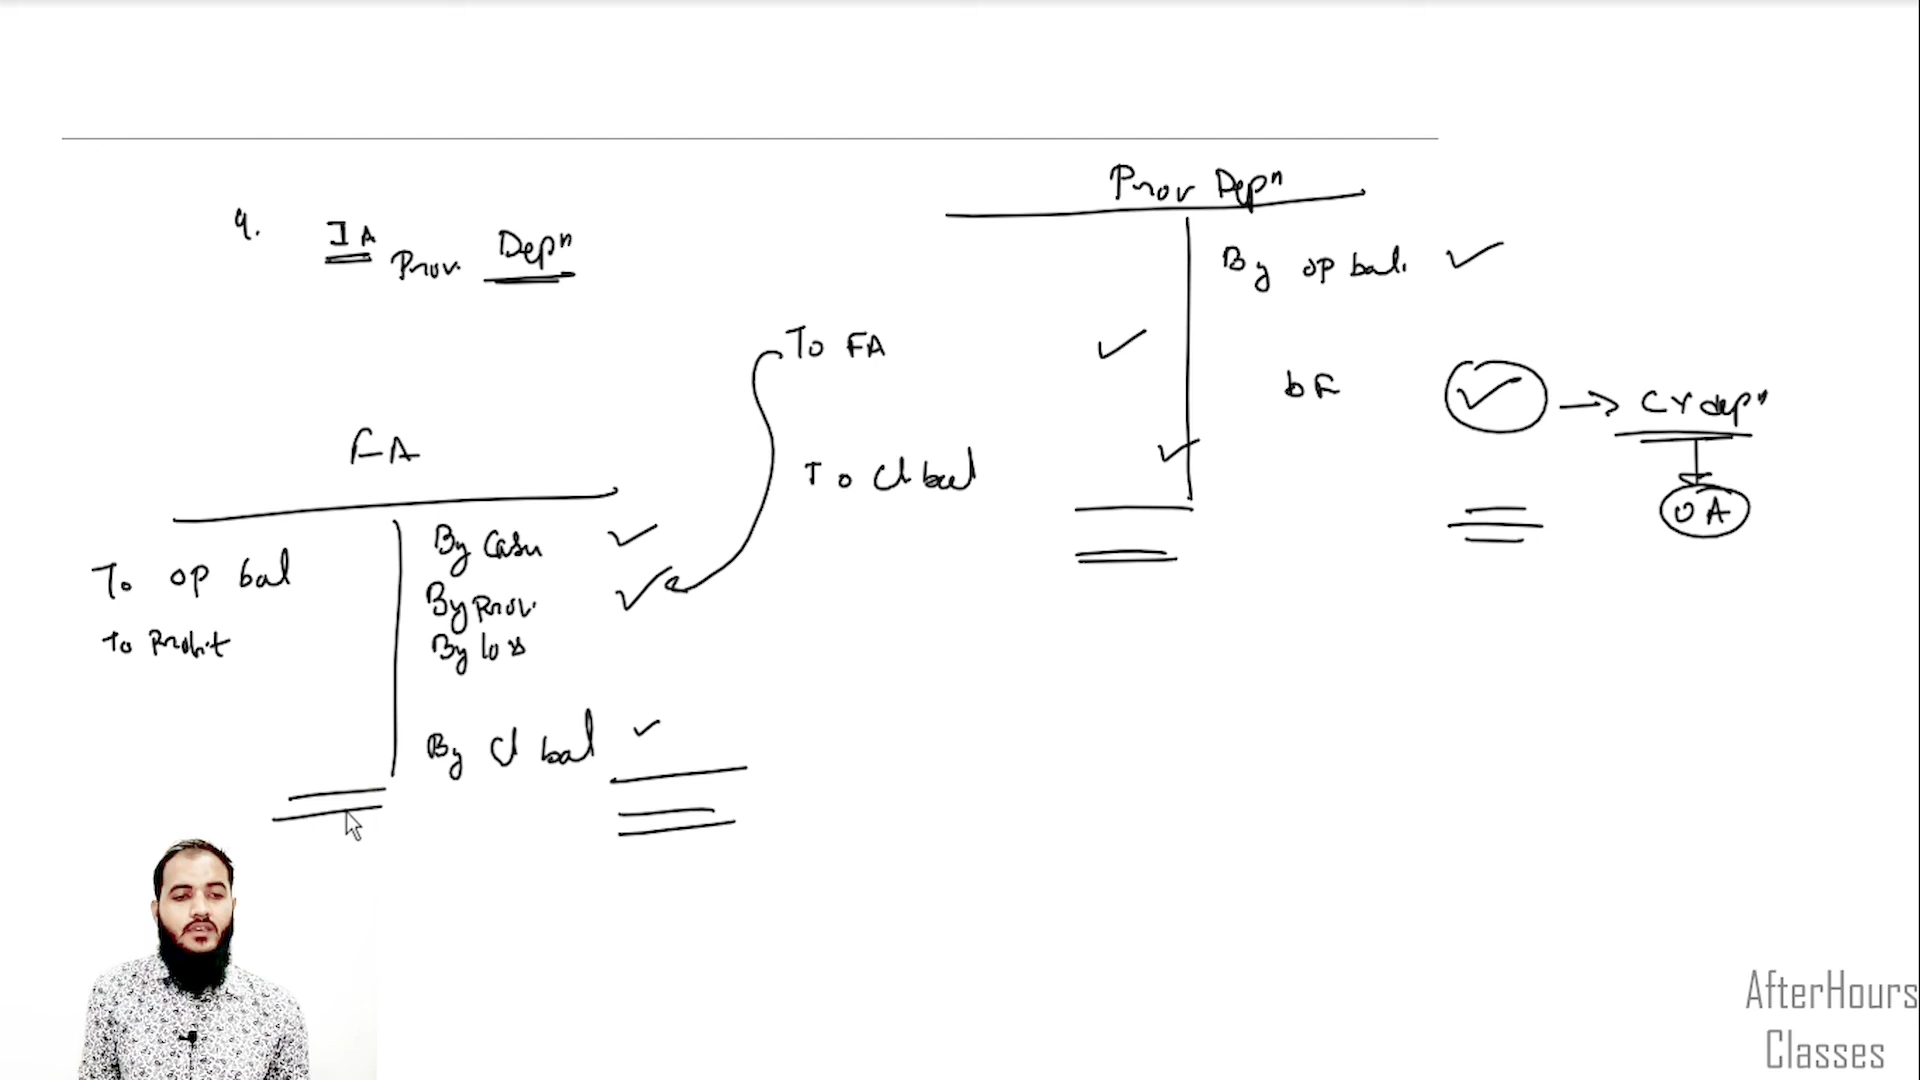 Prov Depⁿ
4. IA Prov. Depⁿ
By op bal. ✓
To FA ✓
bF ✓ → CY depⁿ
OA
To Cl bal ✓
FA
To op bal
To Profit
By Cash ✓
By Prov. ✓
By loss
By Cl bal ✓
AfterHours
Classes